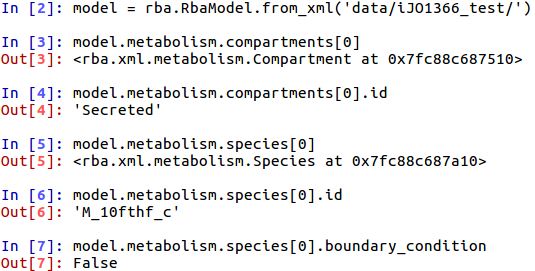 In [2]: model = rba.RbaModel.from_xml('data/iJO1366_test/')
In [3]: model.metabolism.compartments[0]
Out[3]: <rba.xml.metabolism.Compartment at 0x7fc88c687510>
In [4]: model.metabolism.compartments[0].id
Out[4]: 'Secreted'
In [5]: model.metabolism.species[0]
Out[5]: <rba.xml.metabolism.Species at 0x7fc88c687a10>
In [6]: model.metabolism.species[0].id
Out[6]: 'M_10fthf_c'
In [7]: model.metabolism.species[0].boundary_condition
Out[7]: False